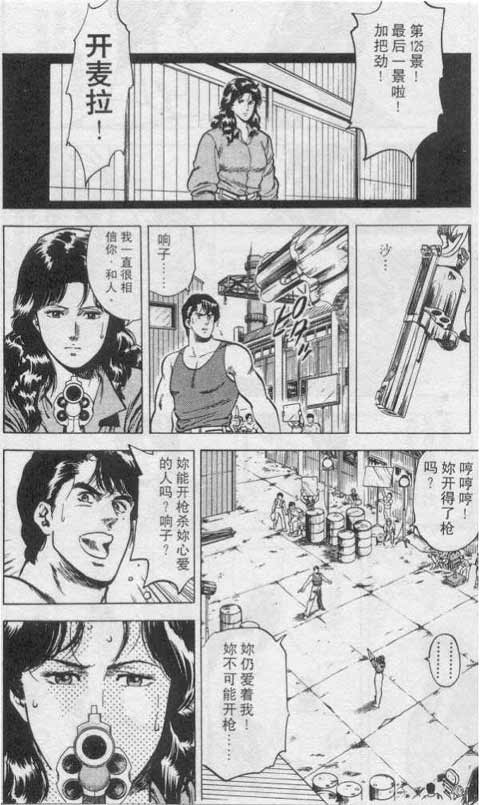 第125景！
最后一景啦！
加把劲！
开麦拉！
沙…
响子……
我一直很相
信你，和人
哼哼哼！
妳开得了枪
吗？
…………
妳仍爱着我！
妳不可能开枪……
妳能开枪杀妳心爱
的人吗？响子？